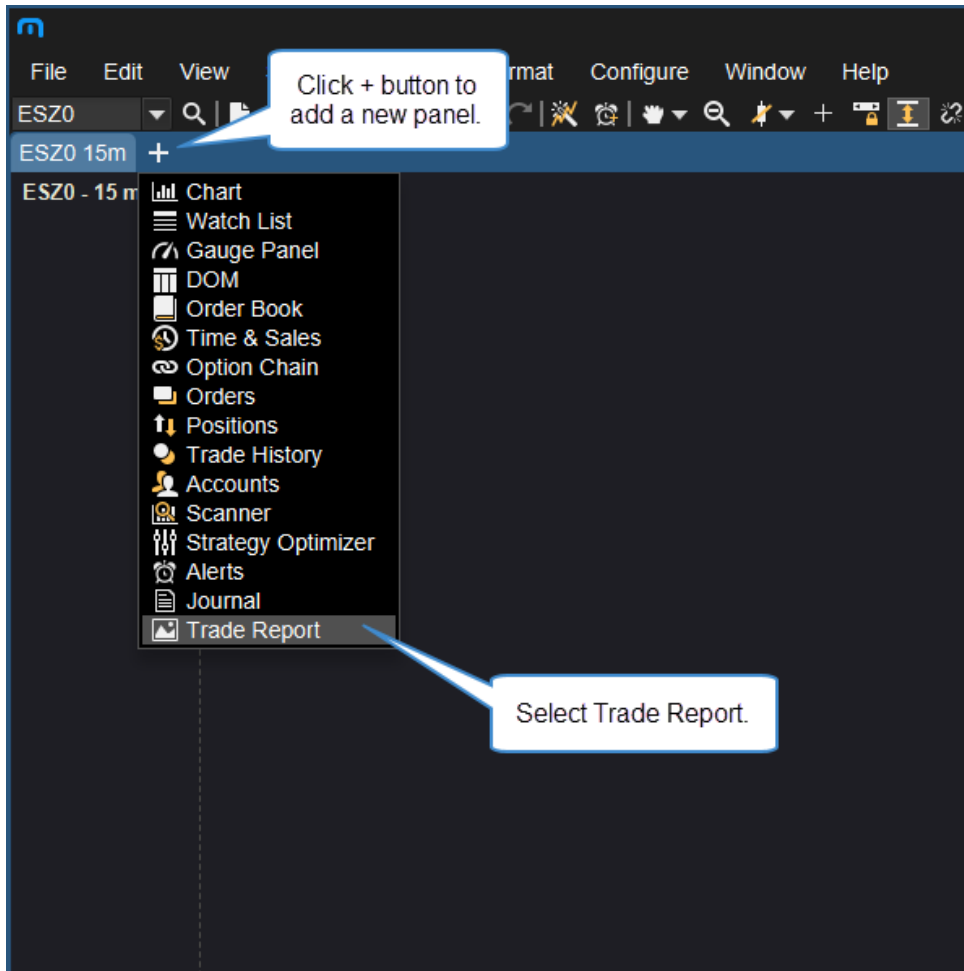 File Edit View rmat Configure Window Help
Click + button to
add a new panel.
ESZ0
ESZ0 15m +
ESZ0 - 15 m
Chart
Watch List
Gauge Panel
DOM
Order Book
Time & Sales
Option Chain
Orders
Positions
Trade History
Accounts
Scanner
Strategy Optimizer
Alerts
Journal
Trade Report
Select Trade Report.